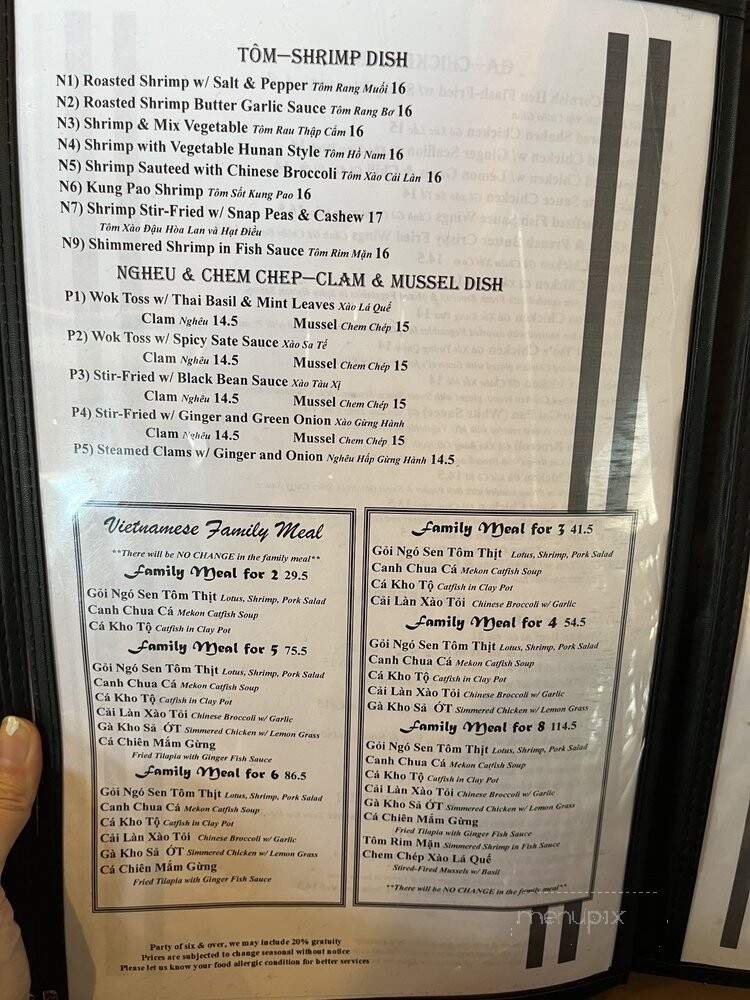 TÔM—SHRIMP DISH
N1) Roasted Shrimp w/ Salt & Pepper Tôm Rang Muối 16
N2) Roasted Shrimp Butter Garlic Sauce Tôm Rang Bơ 16
N3) Shrimp & Mix Vegetable Tôm Rau Thập Cẩm 16
N4) Shrimp with Vegetable Hunan Style Tôm Hồ Nam 16
N5) Shrimp Sauteed with Chinese Broccoli Tôm Xào Cải Làn 16
N6) Kung Pao Shrimp Tôm Sốt Kung Pao 16
N7) Shrimp Stir-Fried w/ Snap Peas & Cashew 17
Tôm Xào Đậu Hòa Lan và Hạt Điều
N9) Shimmered Shrimp in Fish Sauce Tôm Rim Mặn 16
NGHEU & CHEM CHEP—CLAM & MUSSEL DISH
P1) Wok Toss w/ Thai Basil & Mint Leaves Xào Lá Quế
Clam Nghêu 14.5 Mussel Chem Chép 15
P2) Wok Toss w/ Spicy Sate Sauce Xào Sa Tế
Clam Nghêu 14.5 Mussel Chem Chép 15
P3) Stir-Fried w/ Black Bean Sauce Xào Tàu Xị
Clam Nghêu 14.5 Mussel Chem Chép 15
P4) Stir-Fried w/ Ginger and Green Onion Xào Gừng Hành
Clam Nghêu 14.5 Mussel Chem Chép 15
P5) Steamed Clams w/ Ginger and Onion Nghêu Hấp Gừng Hành 14.5
Vietnamese Family Meal
**There will be NO CHANGE in the family meal**
Family Meal for 2 29.5
Gỏi Ngó Sen Tôm Thịt Lotus, Shrimp, Pork Salad
Canh Chua Cá Mekon Catfish Soup
Cá Kho Tộ Catfish in Clay Pot
Family Meal for 5 75.5
Gỏi Ngó Sen Tôm Thịt Lotus, Shrimp, Pork Salad
Canh Chua Cá Mekon Catfish Soup
Cá Kho Tộ Catfish in Clay Pot
Cải Làn Xào Tỏi Chinese Broccoli w/ Garlic
Gà Kho Sả ỚT Simmered Chicken w/ Lemon Grass
Cá Chiên Mắm Gừng
Fried Tilapia with Ginger Fish Sauce
Family Meal for 6 86.5
Gỏi Ngó Sen Tôm Thịt Lotus, Shrimp, Pork Salad
Canh Chua Cá Mekon Catfish Soup
Cá Kho Tộ Catfish in Clay Pot
Cải Làn Xào Tỏi Chinese Broccoli w/ Garlic
Gà Kho Sả ỚT Simmered Chicken w/ Lemon Grass
Cá Chiên Mắm Gừng
Fried Tilapia with Ginger Fish Sauce
Family Meal for 3 41.5
Gỏi Ngó Sen Tôm Thịt Lotus, Shrimp, Pork Salad
Canh Chua Cá Mekon Catfish Soup
Cá Kho Tộ Catfish in Clay Pot
Cải Làn Xào Tỏi Chinese Broccoli w/ Garlic
Family Meal for 4 54.5
Gỏi Ngó Sen Tôm Thịt Lotus, Shrimp, Pork Salad
Canh Chua Cá Mekon Catfish Soup
Cá Kho Tộ Catfish in Clay Pot
Cải Làn Xào Tỏi Chinese Broccoli w/ Garlic
Gà Kho Sả ỚT Simmered Chicken w/ Lemon Grass
Family Meal for 8 114.5
Gỏi Ngó Sen Tôm Thịt Lotus, Shrimp, Pork Salad
Canh Chua Cá Mekon Catfish Soup
Cá Kho Tộ Catfish in Clay Pot
Cải Làn Xào Tỏi Chinese Broccoli w/ Garlic
Gà Kho Sả ỚT Simmered Chicken w/ Lemon Grass
Cá Chiên Mắm Gừng
Fried Tilapia with Ginger Fish Sauce
Tôm Rim Mặn Simmered Shrimp in Fish Sauce
Chem Chép Xào Lá Quế
Stired-Fired Mussels w/ Basil
**There will be NO CHANGE in the family meal**
menupix
Party of six & over, we may include 20% gratuity
Prices are subjected to change seasonal without notice
Please let us know your food allergic condition for better services